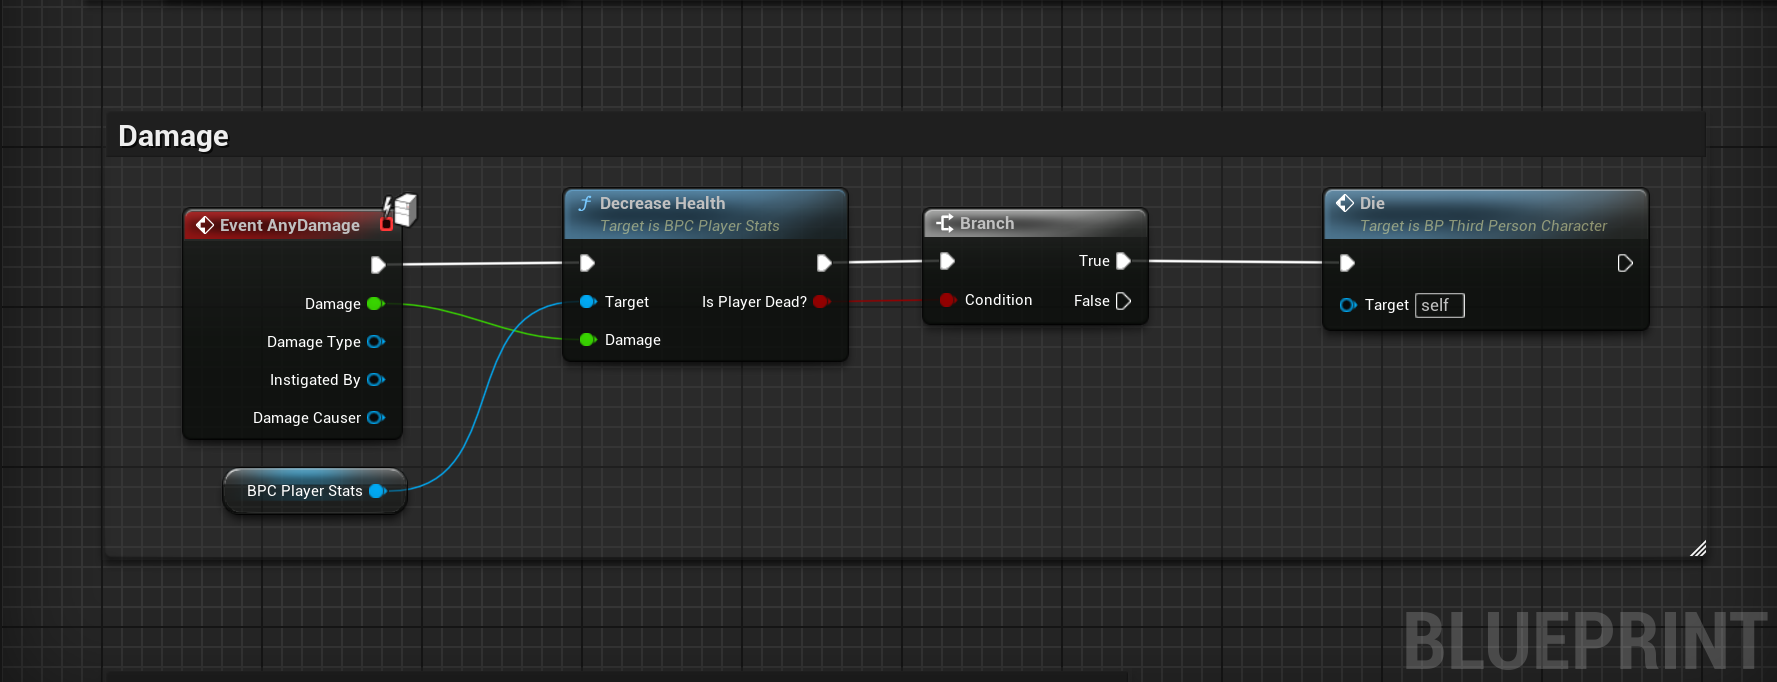 Damage
Event AnyDamage
Damage
Damage Type
Instigated By
Damage Causer
BPC Player Stats
Decrease Health
Target is BPC Player Stats
Target
Is Player Dead?
Damage
Branch
True
Condition
False
Die
Target is BP Third Person Character
Target self
BLUEPRINT